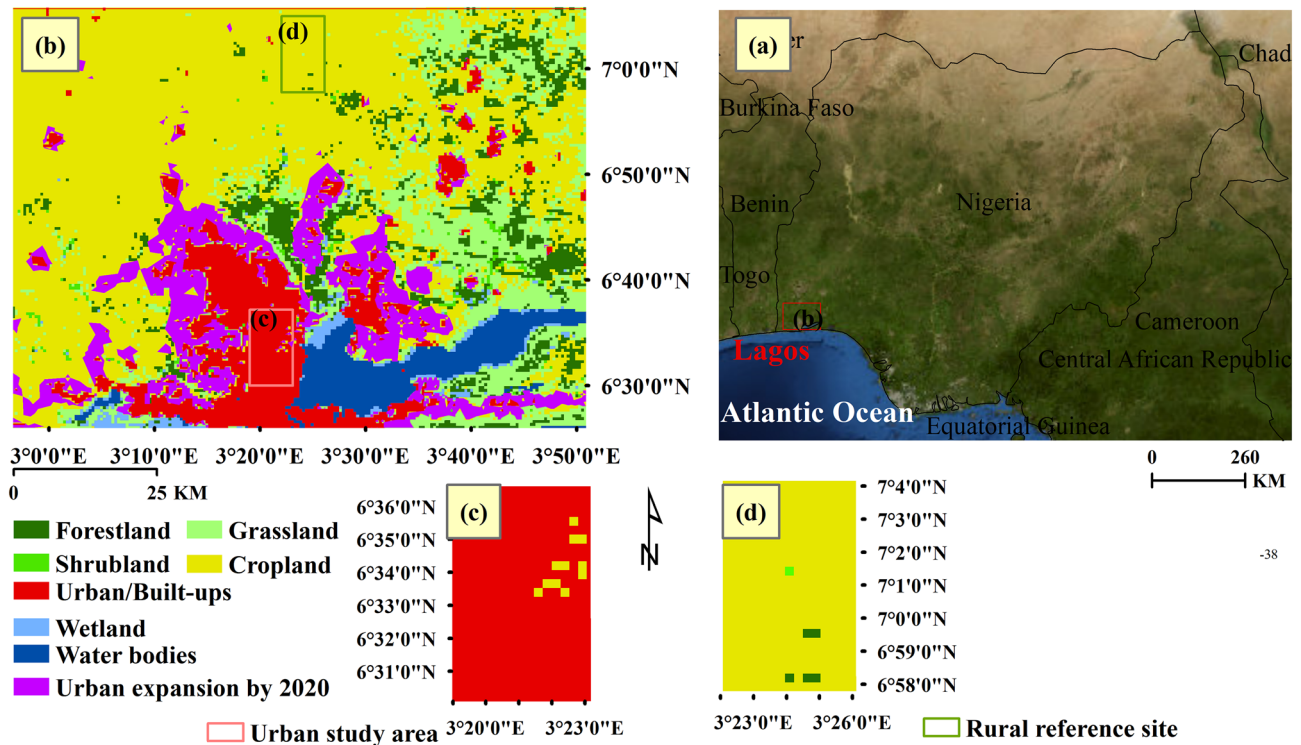 (b)
(d)
(c)
7°0'0"N
6°50'0"N
6°40'0"N
6°30'0"N
3°0'0"E 3°10'0"E 3°20'0"E 3°30'0"E 3°40'0"E 3°50'0"E
0 25 KM
(a)
er
Chad
Burkina Faso
Benin
Nigeria
Togo
(b)
Cameroon
Lagos
Central African Republic
Atlantic Ocean
Equatorial Guinea
0 260
KM
Forestland Grassland
Shrubland Cropland
Urban/Built-ups
Wetland
Water bodies
Urban expansion by 2020
Urban study area
(c)
6°36'0"N
6°35'0"N
6°34'0"N
6°33'0"N
6°32'0"N
6°31'0"N
3°20'0"E 3°23'0"E
N
(d)
7°4'0"N
7°3'0"N
7°2'0"N
7°1'0"N
7°0'0"N
6°59'0"N
6°58'0"N
3°23'0"E 3°26'0"E
Rural reference site
-38